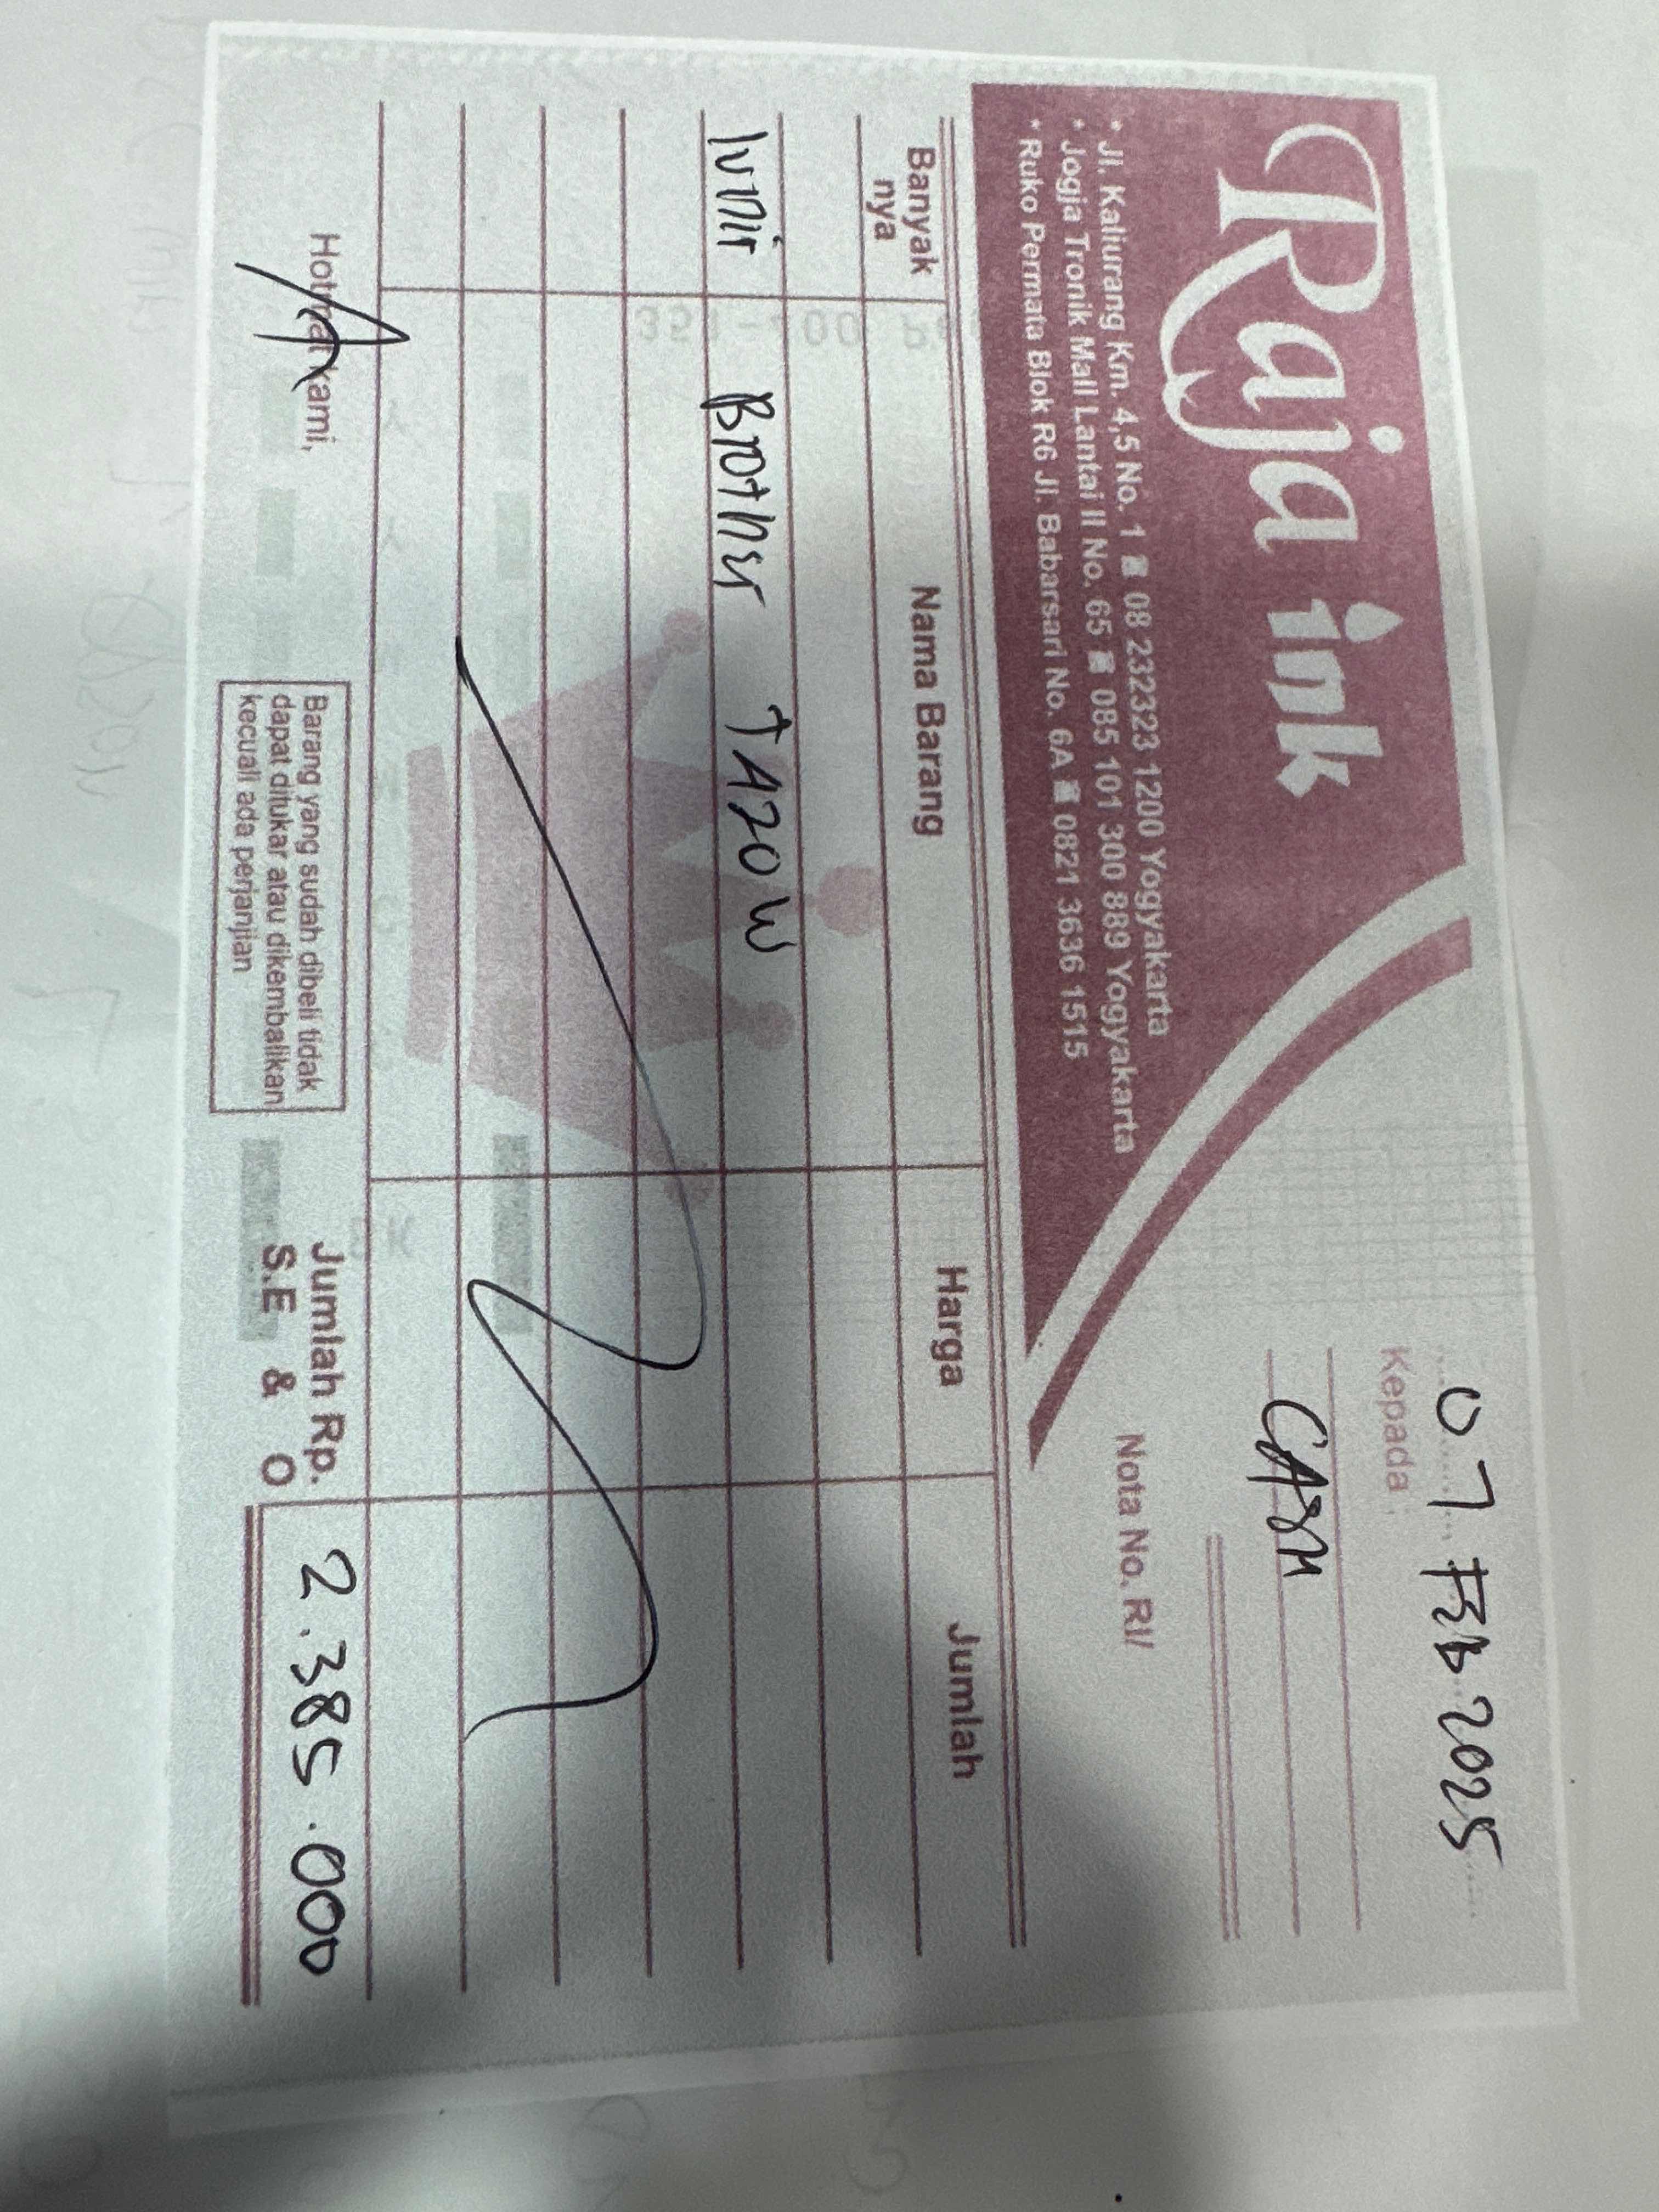 Raja ink
* Jl. Kaliurang Km. 4,5 No. 1 08 232323 1200 Yogyakarta
* Jogja Tronik Mall Lantai II No. 65 085 101 300 889 Yogyakarta
* Ruko Permata Blok R6 Jl. Babarsari No. 6A 0821 3636 1515
07 FEB 2025
Kepada :
CASH
Nota No. RI/
Banyak nya Nama Barang Harga Jumlah
1 unit Brother T420W
Hormat kami,
Barang yang sudah dibeli tidak
dapat ditukar atau dikembalikan
kecuali ada perjanjian
Jumlah Rp. 2.385.000
S.E & O